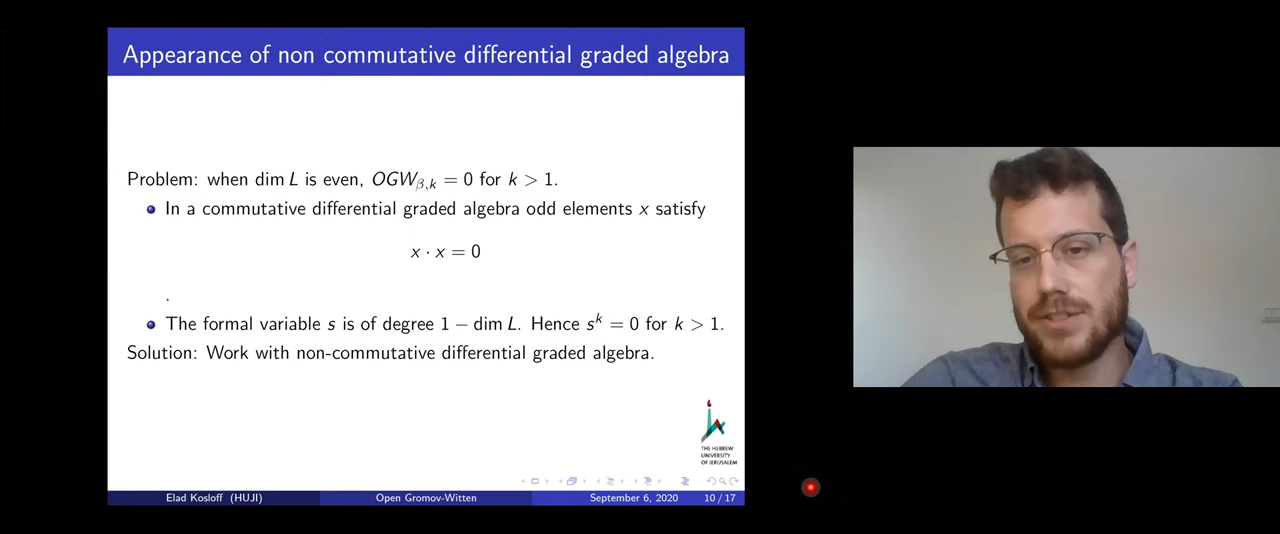 Appearance of non commutative differential graded algebra
Problem: when dim L is even, OGW_{β,k} = 0 for k > 1.
In a commutative differential graded algebra odd elements x satisfy
x · x = 0
.
The formal variable s is of degree 1 − dim L. Hence s^k = 0 for k > 1.
Solution: Work with non-commutative differential graded algebra.
THE HEBREW
UNIVERSITY
OF JERUSALEM
Elad Kosloff (HUJI) Open Gromov-Witten September 6, 2020 10 / 17